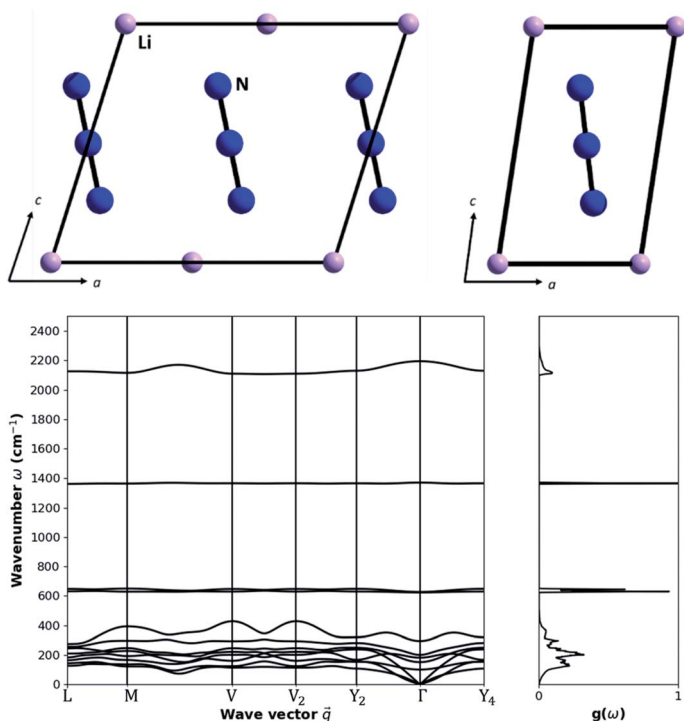 Li
N
c
a
c
a
2400
2200
2000
1800
1600
1400
1200
1000
800
600
400
200
0
Wavenumber ω (cm⁻¹)
L M V V₂ Y₂ Γ Y₄
Wave vector q⃗
0 1
g(ω)